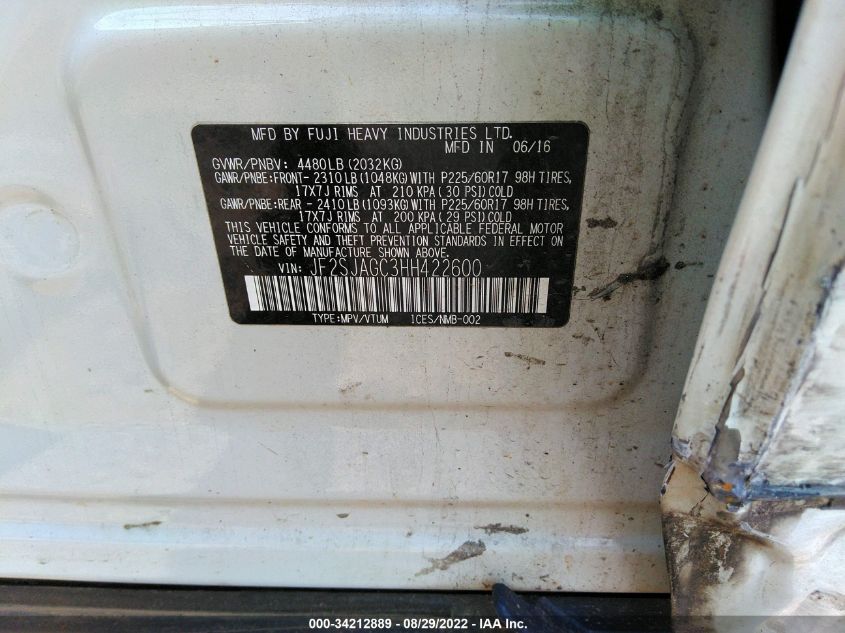 MFD BY FUJI HEAVY INDUSTRIES LTD.
MFD IN 06/16
GVWR/PNBV: 4480LB(2032KG)
GAWR/PNBE:FRONT- 2310LB(1048KG)WITH P225/60R17 98H TIRES,
17X7J RIMS AT 210 KPA(30 PSI)COLD
GAWR/PNBE:REAR - 2410LB(1093KG)WITH P225/60R17 98H TIRES,
17X7J RIMS AT 200 KPA(29 PSI)COLD
THIS VEHICLE CONFORMS TO ALL APPLICABLE FEDERAL MOTOR
VEHICLE SAFETY AND THEFT PREVENTION STANDARDS IN EFFECT ON
THE DATE OF MANUFACTURE SHOWN ABOVE.
VIN: JF2SJAGC3HH422600
TYPE:MPV/VTUM 1CES/NMB-002
000-34212889 - 08/29/2022 - IAA Inc.